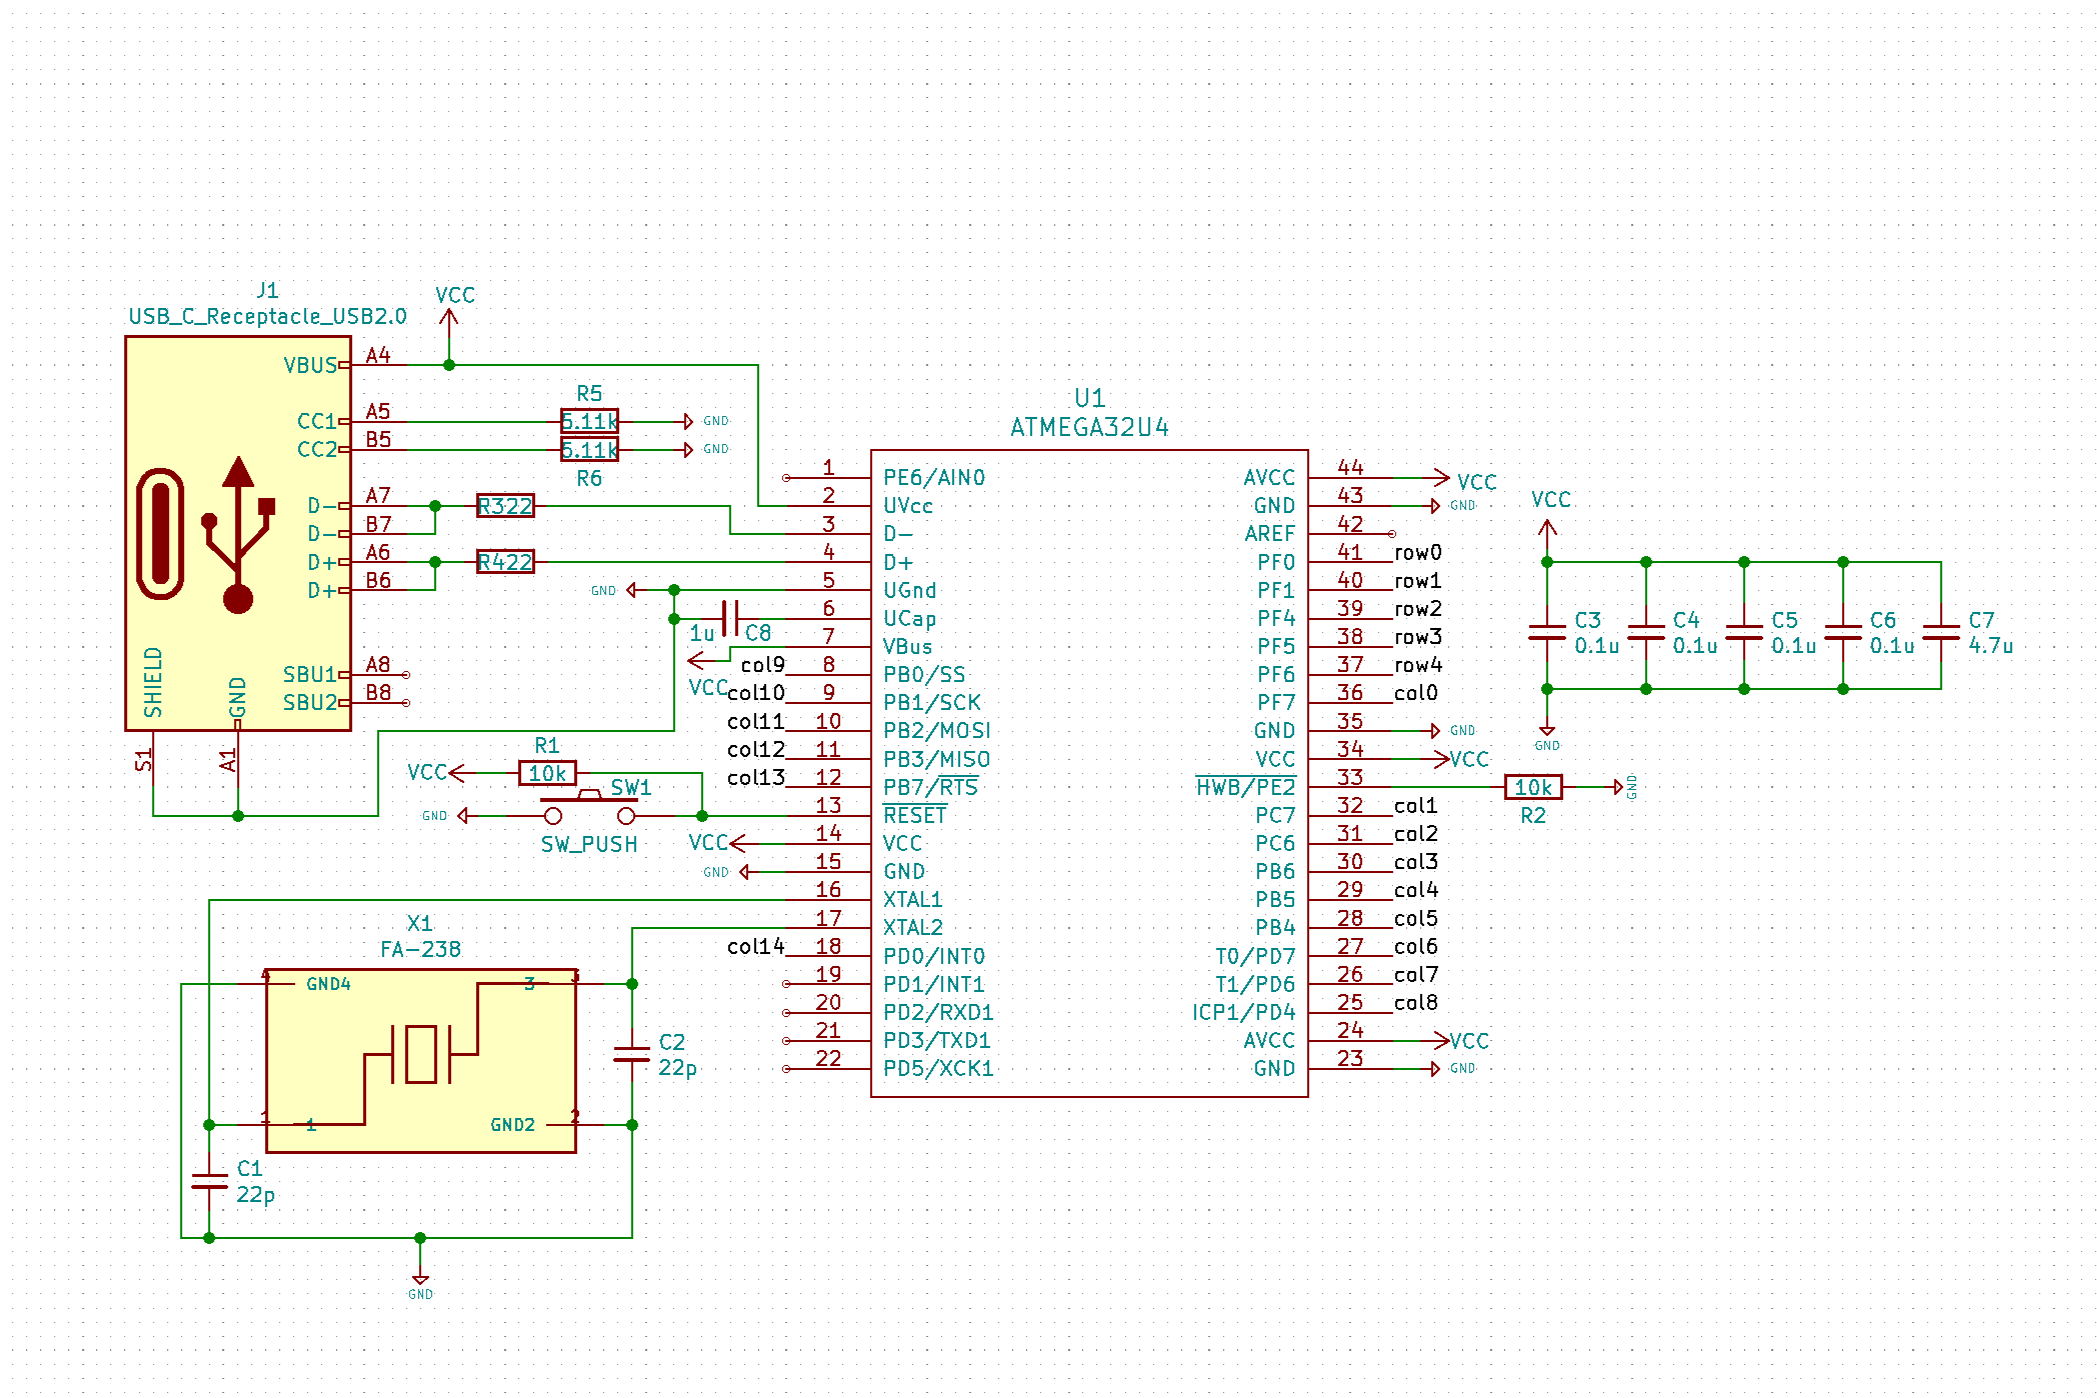 J1
USB_C_Receptacle_USB2.0
VCC
VBUS A4
CC1 A5
CC2 B5
D- A7
D- B7
D+ A6
D+ B6
SBU1 A8
SBU2 B8
SHIELD
GND
S1
A1
R5
5.11k
GND
5.11k
GND
R6
R322
R422
GND
1u C8
VCC
R1
VCC
10k
SW1
GND
SW_PUSH
VCC
GND
X1
FA-238
4 GND4
3 3
1 1
GND2 2
C2
22p
C1
22p
GND
U1
ATMEGA32U4
1 PE6/AIN0
2 UVcc
3 D-
4 D+
5 UGnd
6 UCap
7 VBus
col9 8 PB0/SS
col10 9 PB1/SCK
col11 10 PB2/MOSI
col12 11 PB3/MISO
col13 12 PB7/RTS
13 RESET
14 VCC
15 GND
16 XTAL1
17 XTAL2
col14 18 PD0/INT0
19 PD1/INT1
20 PD2/RXD1
21 PD3/TXD1
22 PD5/XCK1
AVCC 44 VCC
GND 43 GND
AREF 42
PF0 41 row0
PF1 40 row1
PF4 39 row2
PF5 38 row3
PF6 37 row4
PF7 36 col0
GND 35 GND
VCC 34 VCC
HWB/PE2 33
PC7 32 col1
PC6 31 col2
PB6 30 col3
PB5 29 col4
PB4 28 col5
T0/PD7 27 col6
T1/PD6 26 col7
ICP1/PD4 25 col8
AVCC 24 VCC
GND 23 GND
10k
R2
GND
VCC
C3
0.1u
C4
0.1u
C5
0.1u
C6
0.1u
C7
4.7u
GND